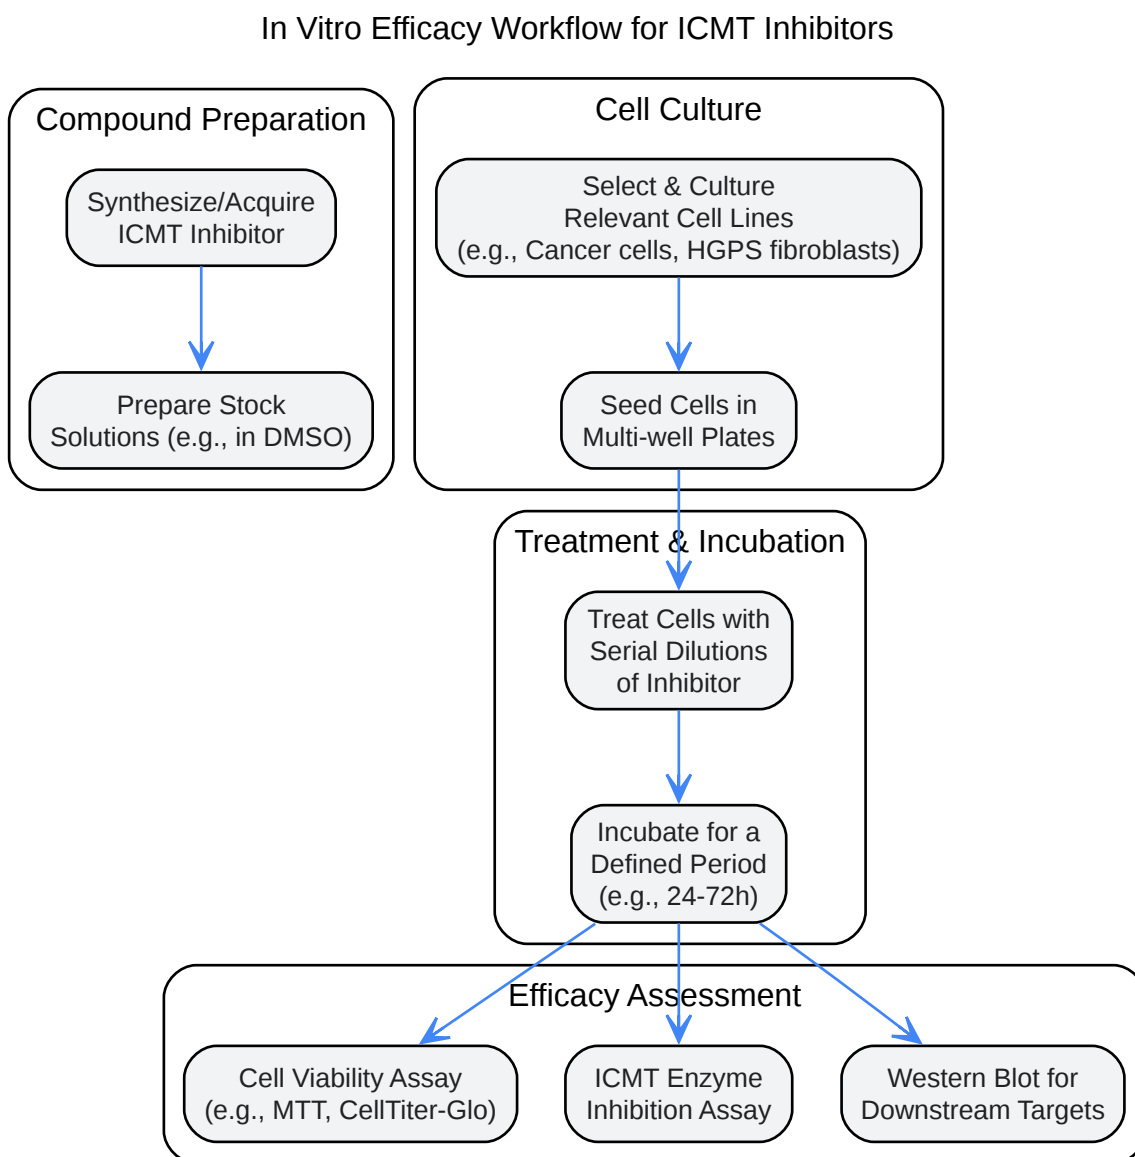 In Vitro Efficacy Workflow for ICMT Inhibitors
Compound Preparation
Synthesize/Acquire
ICMT Inhibitor
Prepare Stock
Solutions (e.g., in DMSO)
Cell Culture
Select & Culture
Relevant Cell Lines
(e.g., Cancer cells, HGPS fibroblasts)
Seed Cells in
Multi-well Plates
Treatment & Incubation
Treat Cells with
Serial Dilutions
of Inhibitor
Incubate for a
Defined Period
(e.g., 24-72h)
Efficacy Assessment
Cell Viability Assay
(e.g., MTT, CellTiter-Glo)
ICMT Enzyme
Inhibition Assay
Western Blot for
Downstream Targets